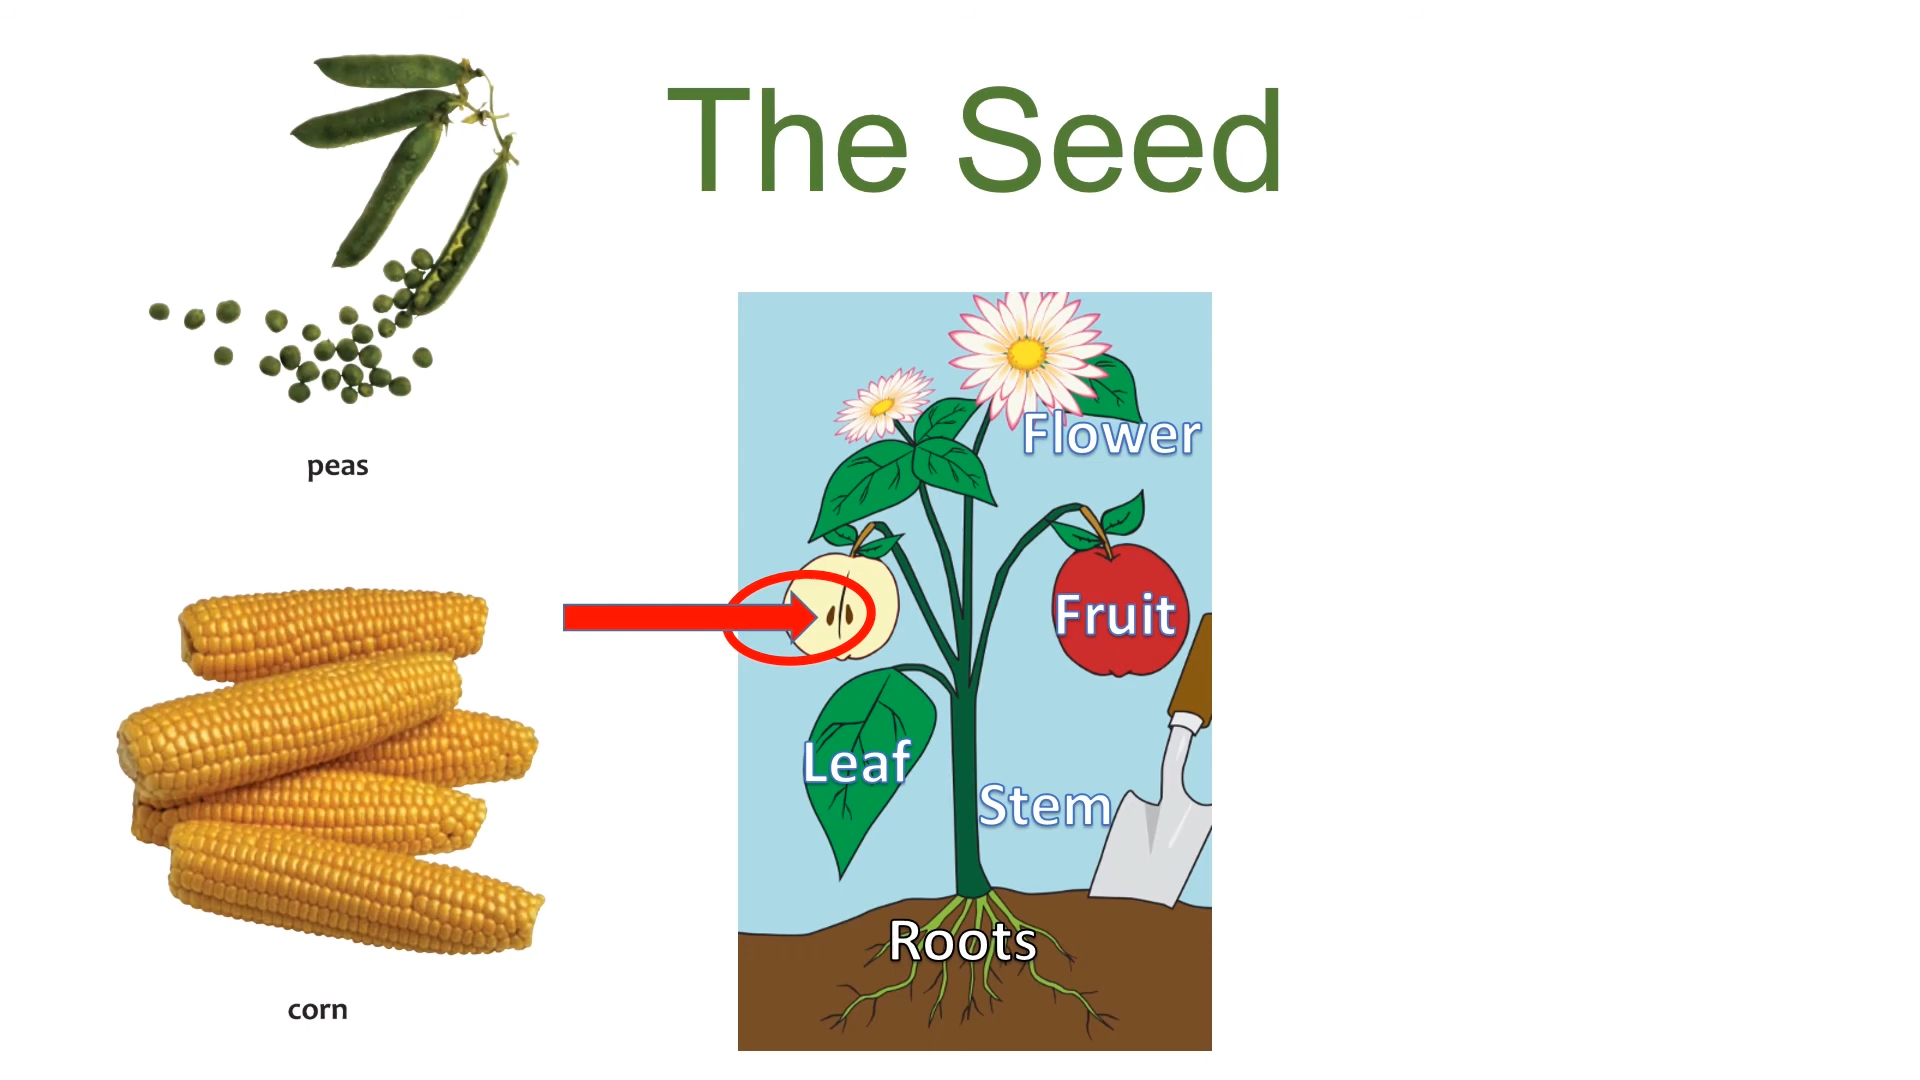 The Seed
peas
corn
Flower
Fruit
Leaf
Stem
Roots